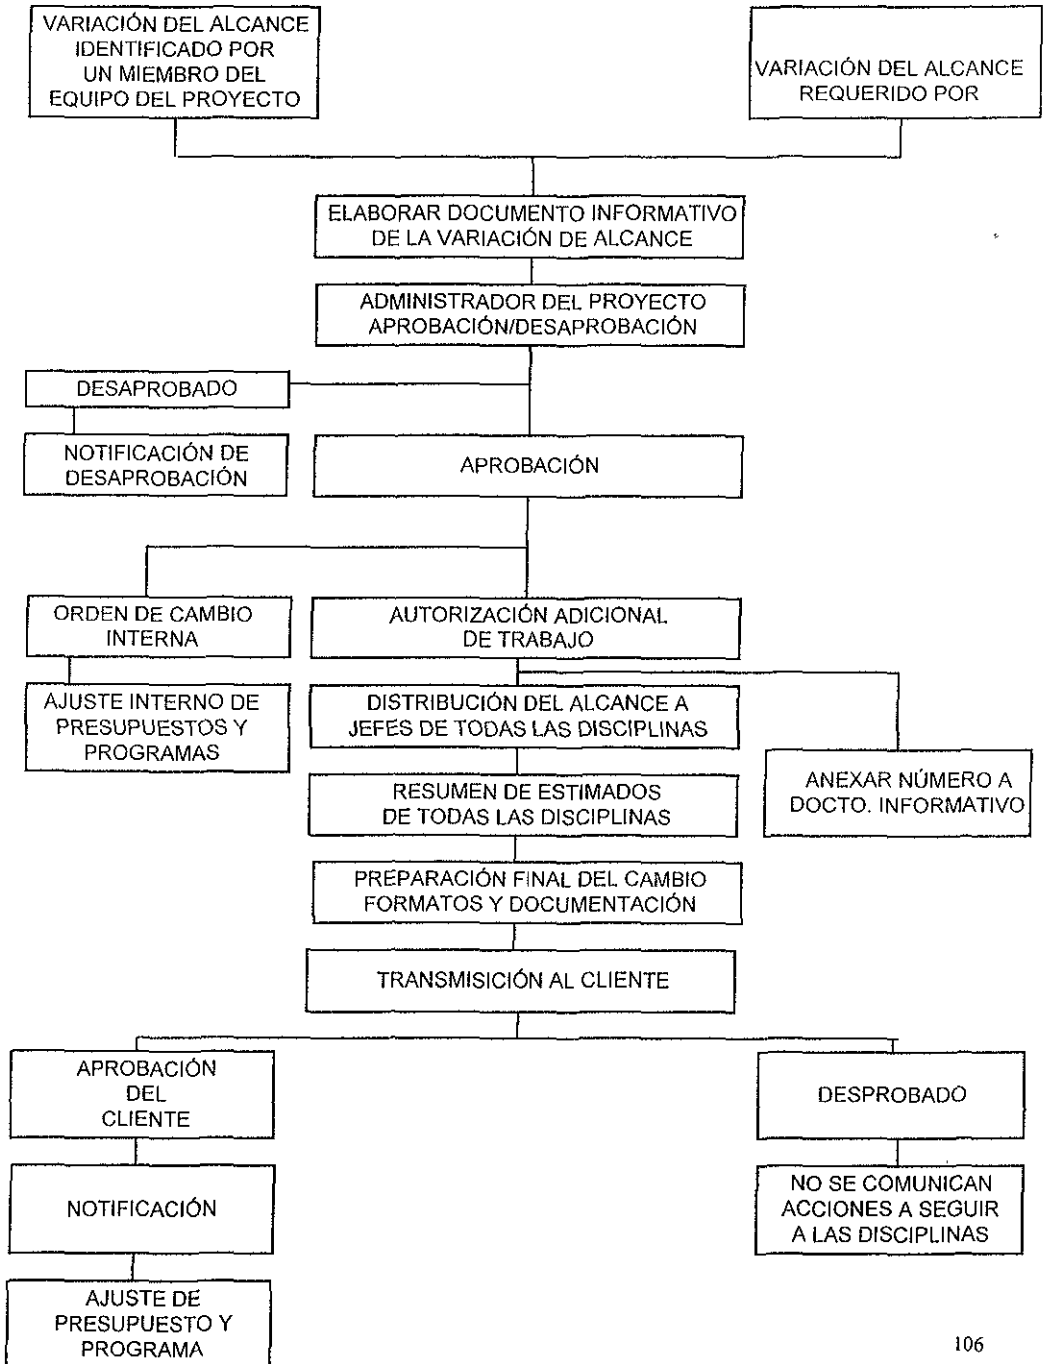 VARIACIÓN DEL ALCANCE
IDENTIFICADO POR
UN MIEMBRO DEL
EQUIPO DEL PROYECTO
VARIACIÓN DEL ALCANCE
REQUERIDO POR
ELABORAR DOCUMENTO INFORMATIVO
DE LA VARIACIÓN DE ALCANCE
ADMINISTRADOR DEL PROYECTO
APROBACIÓN/DESAPROBACIÓN
DESAPROBADO
NOTIFICACIÓN DE
DESAPROBACIÓN
APROBACIÓN
ORDEN DE CAMBIO
INTERNA
AUTORIZACIÓN ADICIONAL
DE TRABAJO
AJUSTE INTERNO DE
PRESUPUESTOS Y
PROGRAMAS
DISTRIBUCIÓN DEL ALCANCE A
JEFES DE TODAS LAS DISCIPLINAS
ANEXAR NÚMERO A
DOCTO. INFORMATIVO
RESUMEN DE ESTIMADOS
DE TODAS LAS DISCIPLINAS
PREPARACIÓN FINAL DEL CAMBIO
FORMATOS Y DOCUMENTACIÓN
TRANSMISICIÓN AL CLIENTE
APROBACIÓN
DEL
CLIENTE
DESPROBADO
NOTIFICACIÓN
NO SE COMUNICAN
ACCIONES A SEGUIR
A LAS DISCIPLINAS
AJUSTE DE
PRESUPUESTO Y
PROGRAMA
106